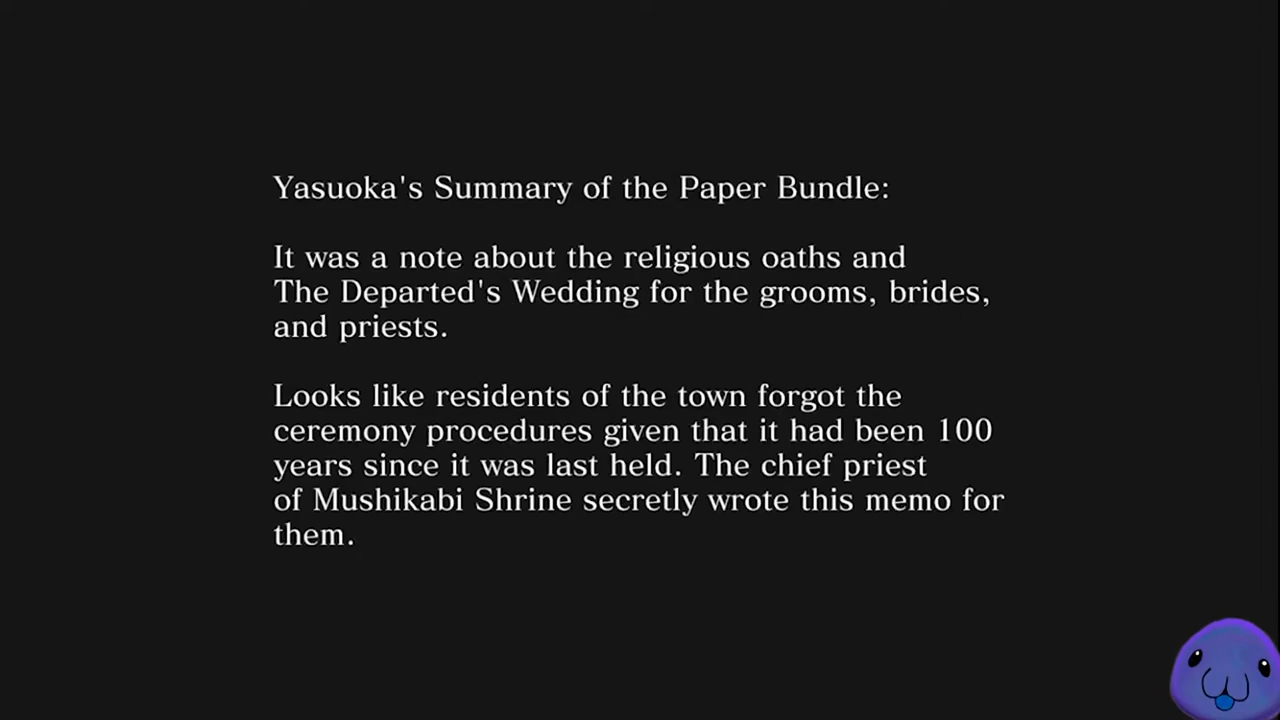 Yasuoka's Summary of the Paper Bundle:
It was a note about the religious oaths and
The Departed's Wedding for the grooms, brides,
and priests.
Looks like residents of the town forgot the
ceremony procedures given that it had been 100
years since it was last held. The chief priest
of Mushikabi Shrine secretly wrote this memo for
them.